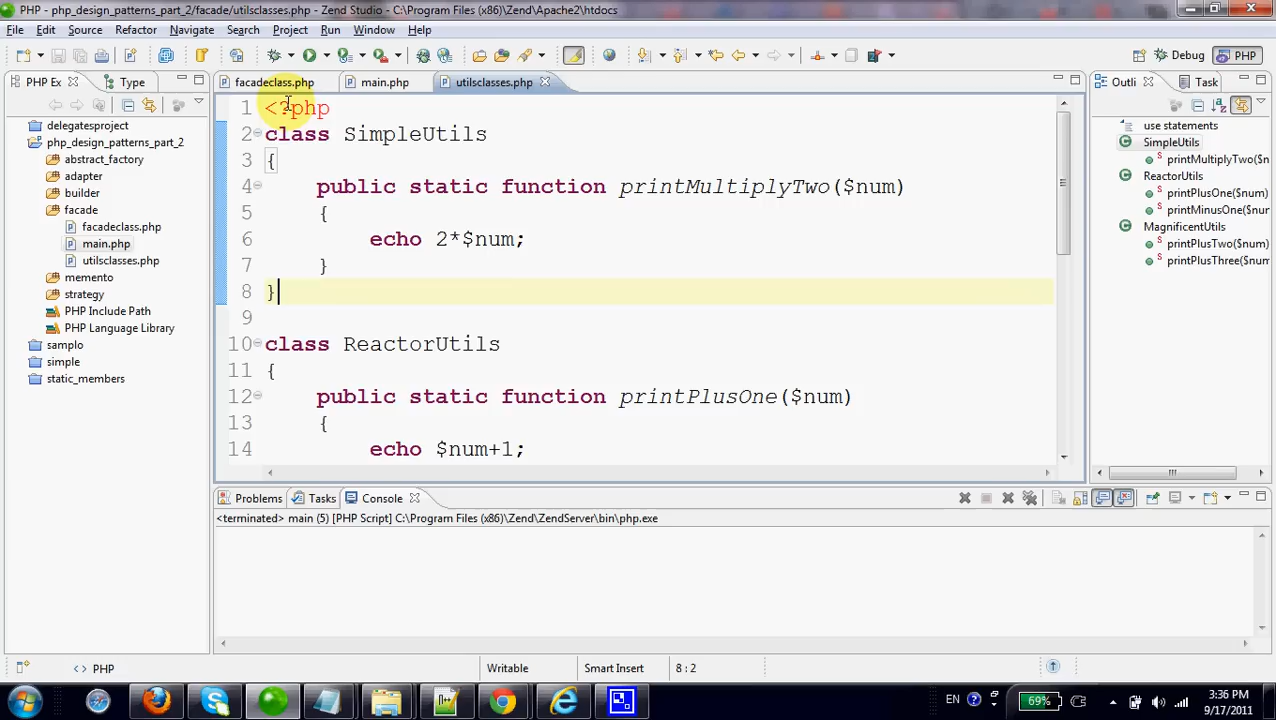 PHP - php_design_patterns_part_2/facade/utilsclasses.php - Zend Studio - C:\Program Files (x86)\Zend\Apache2\htdocs
File Edit Source Refactor Navigate Search Project Run Window Help
Debug PHP
PHP Ex Type
facadeclass.php main.php utilsclasses.php
Outli Task
delegatesproject
php_design_patterns_part_2
abstract_factory
adapter
builder
facade
facadeclass.php
main.php
utilsclasses.php
memento
strategy
PHP Include Path
PHP Language Library
samplo
simple
static_members
1 <?php
2 class SimpleUtils
3 {
4 public static function printMultiplyTwo($num)
5 {
6 echo 2*$num;
7 }
8 }
9
10 class ReactorUtils
11 {
12 public static function printPlusOne($num)
13 {
14 echo $num+1;
use statements
SimpleUtils
S printMultiplyTwo($n
ReactorUtils
S printPlusOne($num)
S printMinusOne($num
MagnificentUtils
S printPlusTwo($num)
S printPlusThree($num
Problems Tasks Console
<terminated> main (5) [PHP Script] C:\Program Files (x86)\Zend\ZendServer\bin\php.exe
<> PHP
Writable Smart Insert 8 : 2
EN 69% 3:36 PM
9/17/2011